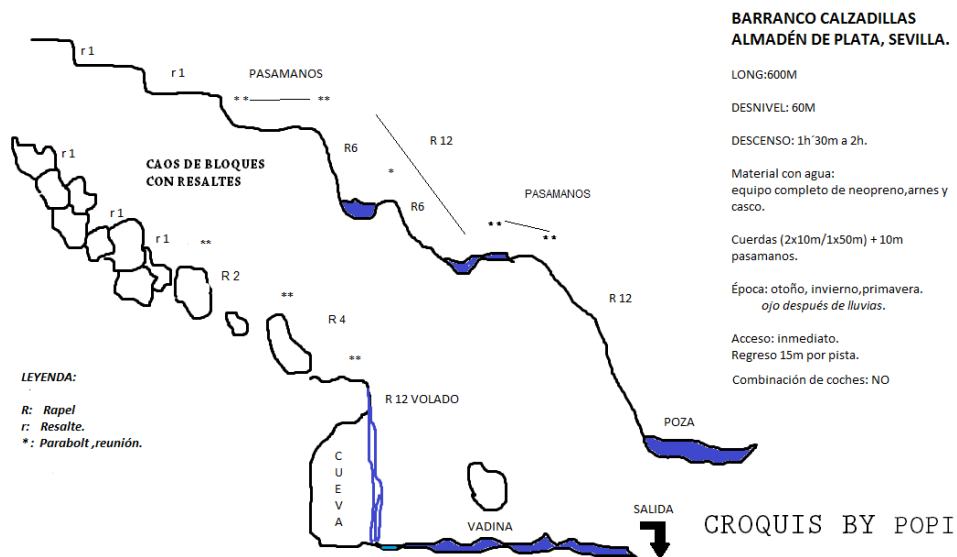 BARRANCO CALZADILLAS
ALMADÉN DE PLATA, SEVILLA.
LONG:600M
DESNIVEL: 60M
DESCENSO: 1h´30m a 2h.
Material con agua:
equipo completo de neopreno,arnes y
casco.
Cuerdas (2x10m/1x50m) + 10m
pasamanos.
Época: otoño, invierno,primavera.
ojo después de lluvias.
Acceso: inmediato.
Regreso 15m por pista.
Combinación de coches: NO
r 1
r 1
PASAMANOS
** **
R6
R 12
*
R6
PASAMANOS
** **
R 12
POZA
r 1
CAOS DE BLOQUES
CON RESALTES
r 1
r 1
**
R 2
**
R 4
**
R 12 VOLADO
CUEVA
VADINA
SALIDA
LEYENDA:
R: Rapel
r: Resalte.
* : Parabolt ,reunión.
CROQUIS BY POPI